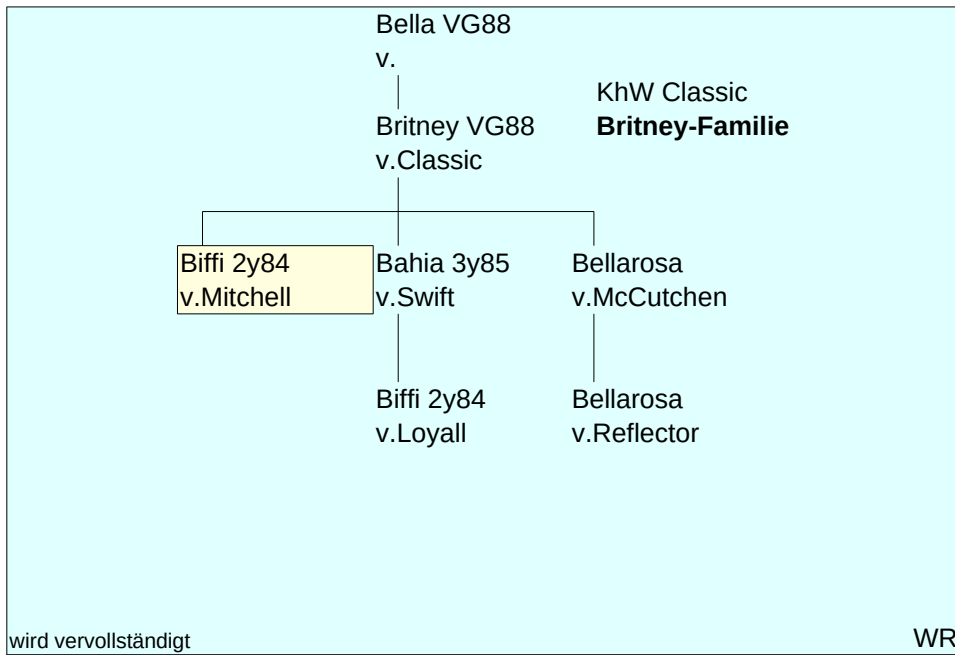 Bella VG88
v.
KhW Classic
Britney VG88
Britney-Familie
v.Classic
Biffi 2y84
v.Mitchell
Bahia 3y85
v.Swift
Bellarosa
v.McCutchen
Biffi 2y84
v.Loyall
Bellarosa
v.Reflector
wird vervollständigt
WR